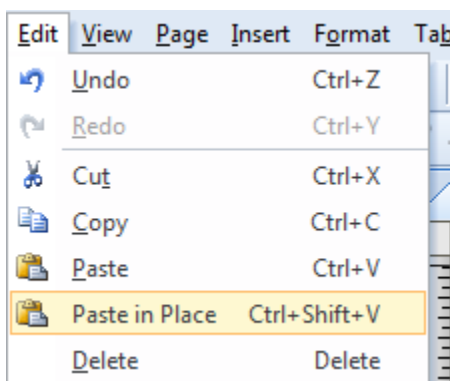 Edit View Page Insert Format Tab
Undo Ctrl+Z
Redo Ctrl+Y
Cut Ctrl+X
Copy Ctrl+C
Paste Ctrl+V
Paste in Place Ctrl+Shift+V
Delete Delete